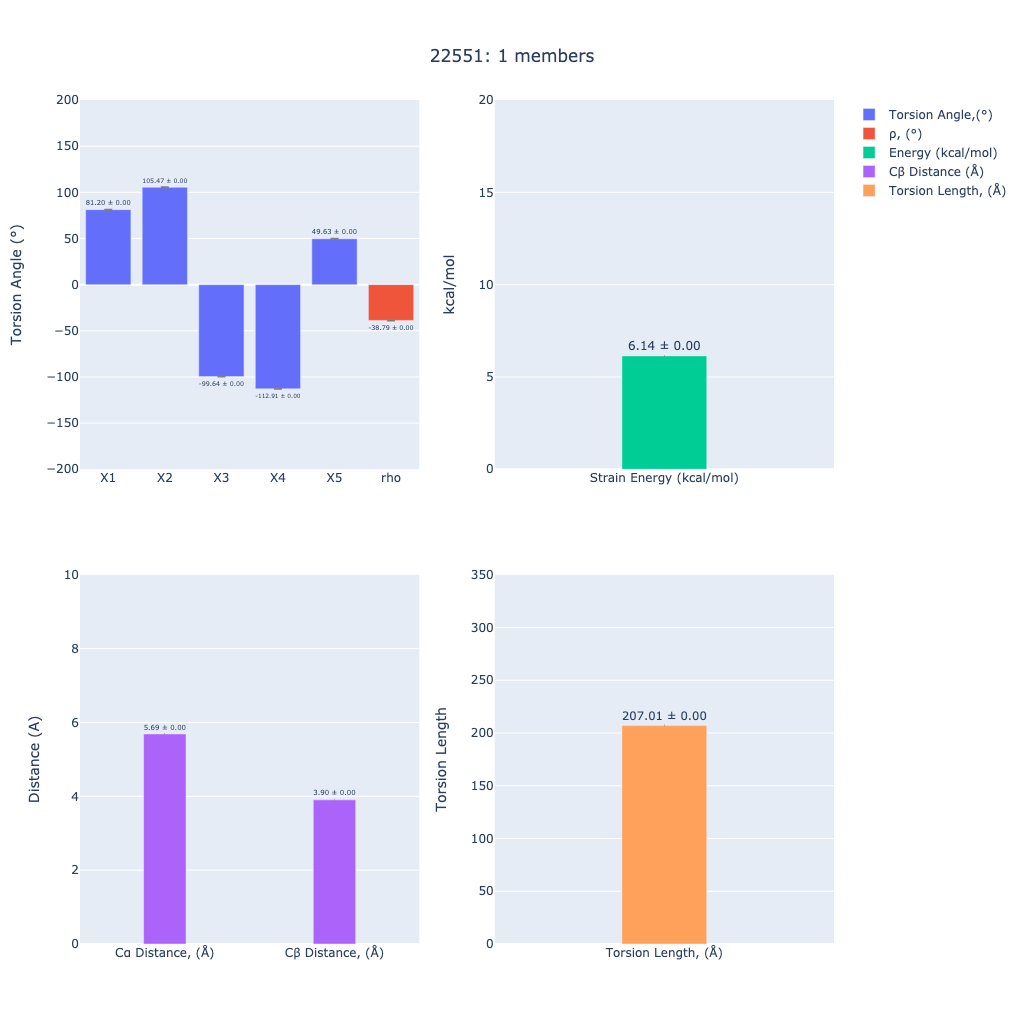 22551: 1 members
Torsion Angle (°)
200
150
100
50
0
−50
−100
−150
−200
81.20 ± 0.00
105.47 ± 0.00
-99.64 ± 0.00
-112.91 ± 0.00
49.63 ± 0.00
-38.79 ± 0.00
X1
X2
X3
X4
X5
rho
kcal/mol
20
15
10
5
0
6.14 ± 0.00
Strain Energy (kcal/mol)
Torsion Angle,(°)
ρ, (°)
Energy (kcal/mol)
Cβ Distance (Å)
Torsion Length, (Å)
Distance (A)
10
8
6
4
2
0
5.69 ± 0.00
3.90 ± 0.00
Cα Distance, (Å)
Cβ Distance, (Å)
Torsion Length
350
300
250
200
150
100
50
0
207.01 ± 0.00
Torsion Length, (Å)